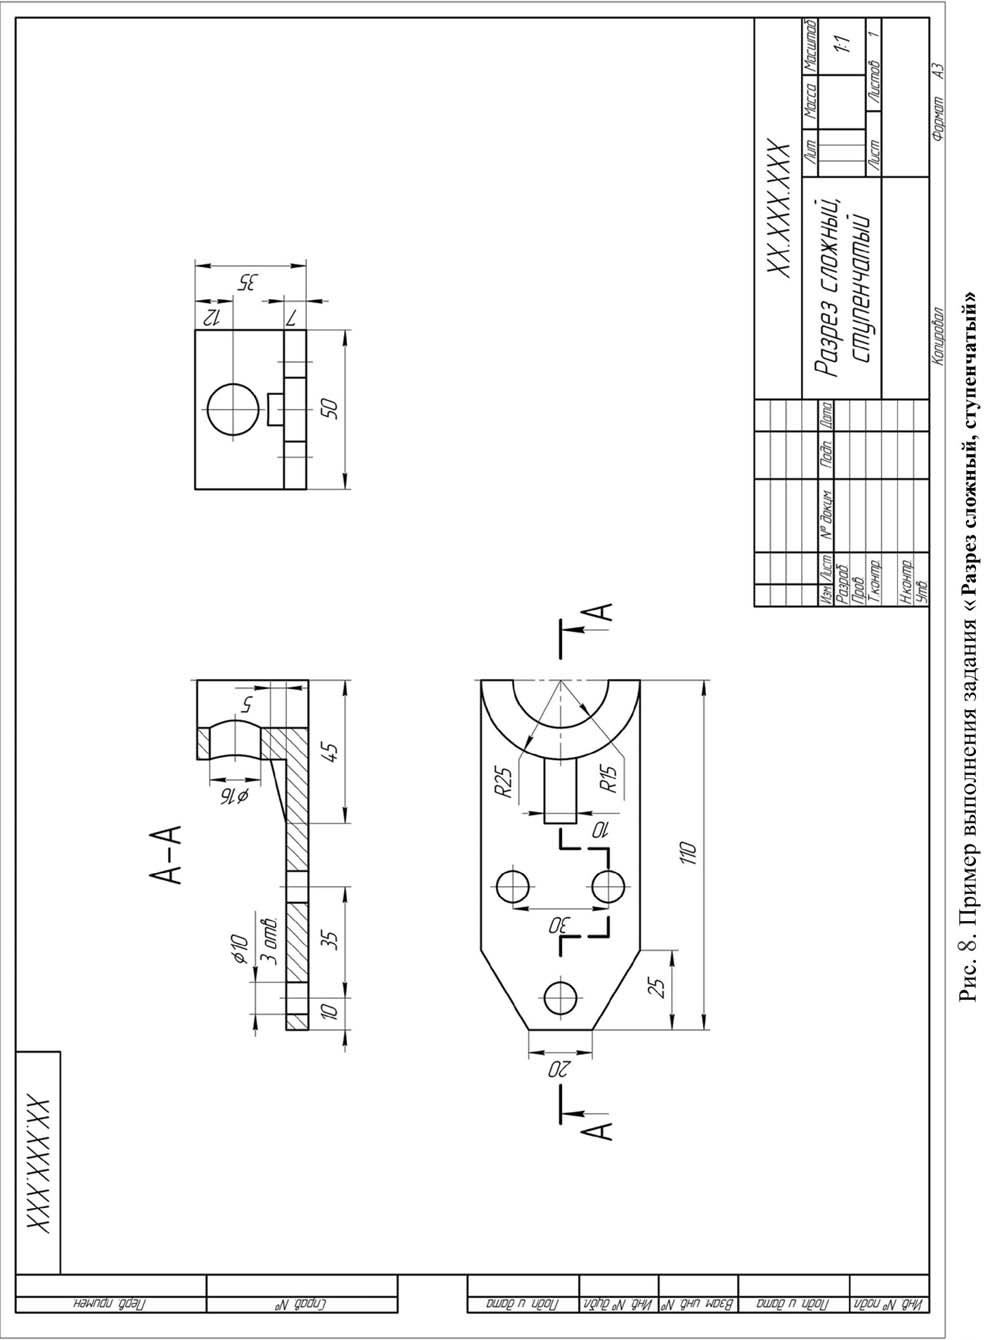 XX.XXX.XXX
Перв. примен.
Справ. №
Подп. и дата
Инв. № дубл.
Взам. инв. №
Подп. и дата
Инв. № подл.
А-А
ϕ10
3 отв.
ϕ16
5
10
35
45
12
35
7
50
А
А
R25
R15
10
30
20
25
110
XX.XXX.XXX
Изм. Лист № докум. Подп. Дата
Разраб.
Пров.
Т.контр.
Н.контр.
Утв.
Разрез сложный,
ступенчатый
Лит. Масса Масштаб
1:1
Лист Листов 1
Копировал Формат А3
Рис. 8. Пример выполнения задания «Разрез сложный, ступенчатый»